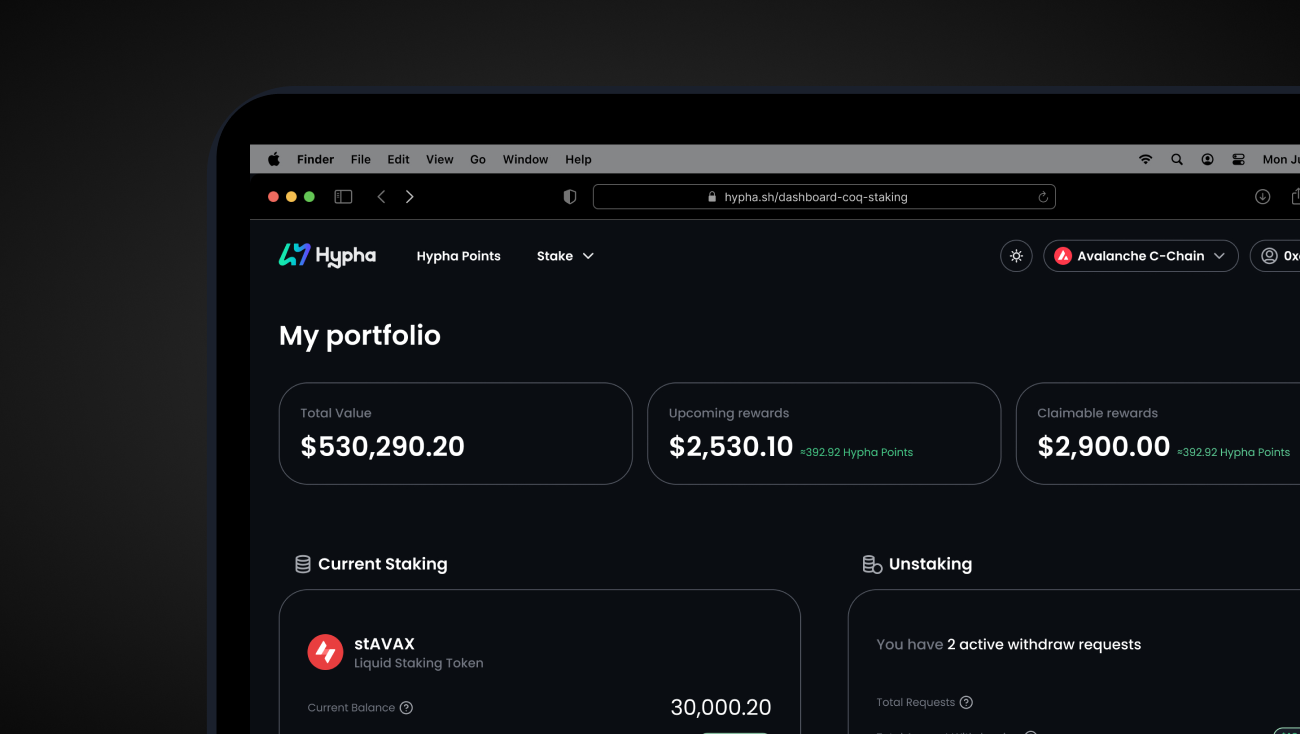 Finder File Edit View Go Window Help Mon
hypha.sh/dashboard-coq-staking
Hypha Hypha Points Stake Avalanche C-Chain
My portfolio
Total Value Upcoming rewards Claimable rewards
$530,290.20 $2,530.10 ≈392.92 Hypha Points $2,900.00 ≈392.92 Hypha Points
Current Staking Unstaking
stAVAX
Liquid Staking Token
You have 2 active withdraw requests
Current Balance 30,000.20
Total Requests